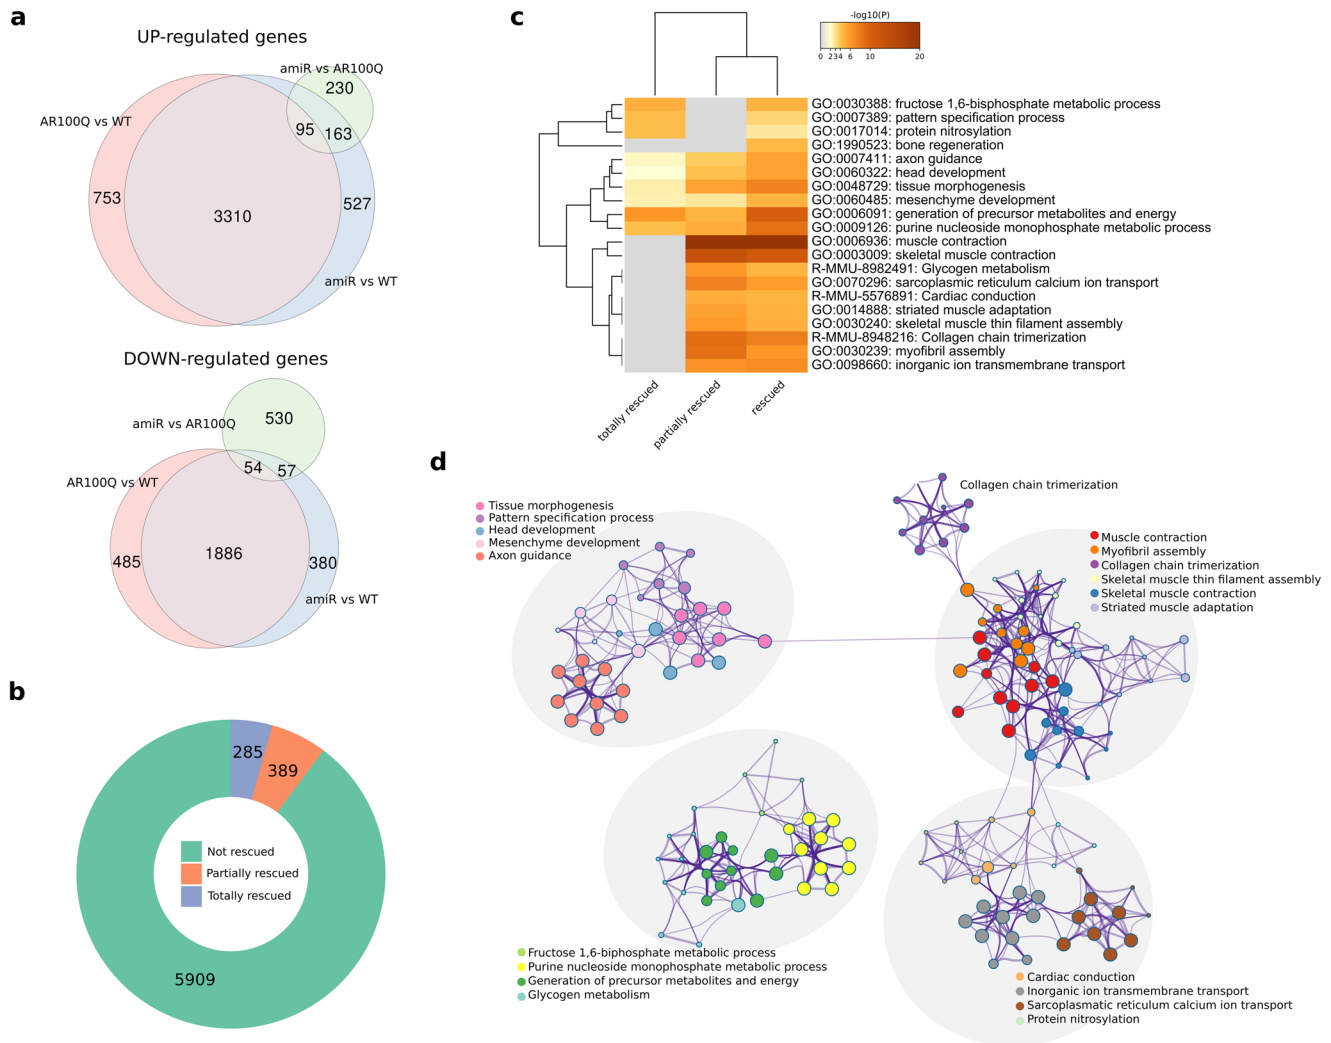 a
UP-regulated genes
amiR vs AR100Q
230
AR100Q vs WT
95
163
753
3310
527
amiR vs WT
DOWN-regulated genes
530
amiR vs AR100Q
54
57
AR100Q vs WT
485
1886
380
amiR vs WT
b
285
389
Not rescued
Partially rescued
Totally rescued
5909
c
-log10(P)
0 2 3 4 6 10 20
GO:0030388: fructose 1,6-bisphosphate metabolic process
GO:0007389: pattern specification process
GO:0017014: protein nitrosylation
GO:1990523: bone regeneration
GO:0007411: axon guidance
GO:0060322: head development
GO:0048729: tissue morphogenesis
GO:0060485: mesenchyme development
GO:0006091: generation of precursor metabolites and energy
GO:0009126: purine nucleoside monophosphate metabolic process
GO:0006936: muscle contraction
GO:0003009: skeletal muscle contraction
R-MMU-8982491: Glycogen metabolism
GO:0070296: sarcoplasmic reticulum calcium ion transport
R-MMU-5576891: Cardiac conduction
GO:0014888: striated muscle adaptation
GO:0030240: skeletal muscle thin filament assembly
R-MMU-8948216: Collagen chain trimerization
GO:0030239: myofibril assembly
GO:0098660: inorganic ion transmembrane transport
totally rescued
partially rescued
rescued
d
Tissue morphogenesis
Pattern specification process
Head development
Mesenchyme development
Axon guidance
Collagen chain trimerization
Muscle contraction
Myofibril assembly
Collagen chain trimerization
Skeletal muscle thin filament assembly
Skeletal muscle contraction
Striated muscle adaptation
Fructose 1,6-biphosphate metabolic process
Purine nucleoside monophosphate metabolic process
Generation of precursor metabolites and energy
Glycogen metabolism
Cardiac conduction
Inorganic ion transmembrane transport
Sarcoplasmatic reticulum calcium ion transport
Protein nitrosylation